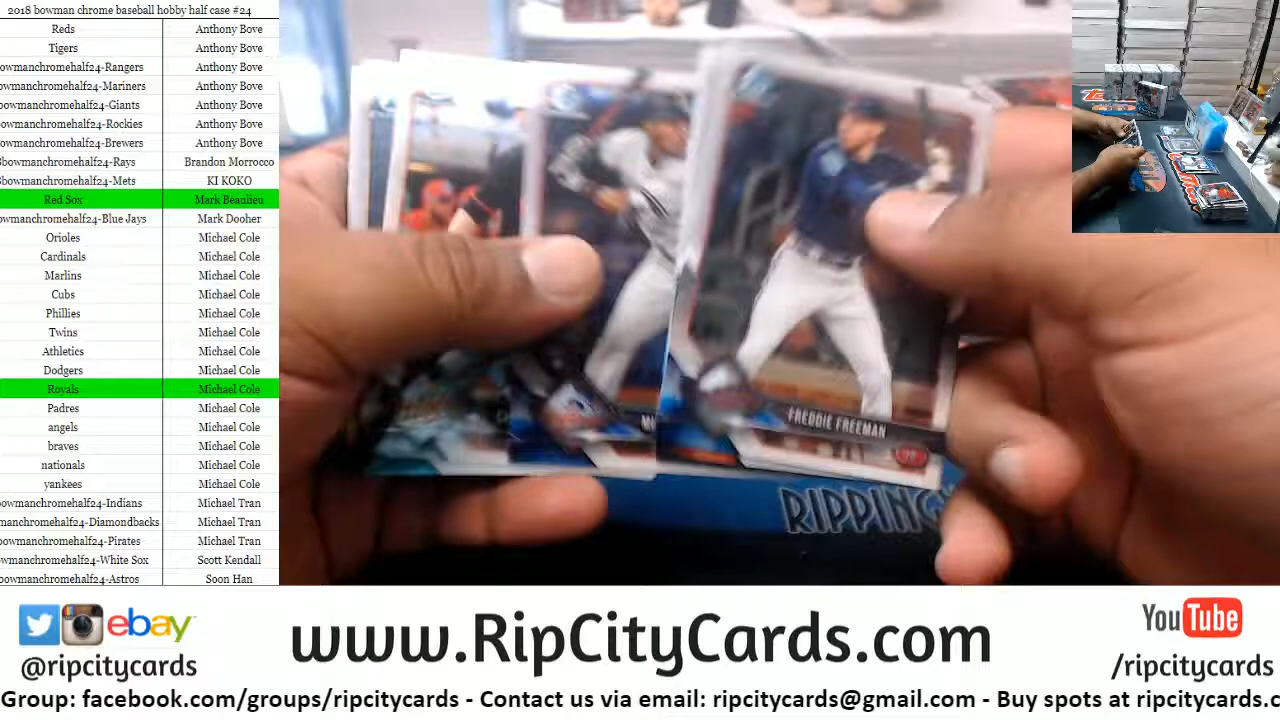 2018 bowman chrome baseball hobby half case #24
Reds Anthony Bove
Tigers Anthony Bove
owmanchromehalf24-Rangers Anthony Bove
owmanchromehalf24-Mariners Anthony Bove
bowmanchromehalf24-Giants Anthony Bove
owmanchromehalf24-Rockies Anthony Bove
owmanchromehalf24-Brewers Anthony Bove
bowmanchromehalf24-Rays Brandon Morrocco
bowmanchromehalf24-Mets KI KOKO
Red Sox Mark Beaulieu
owmanchromehalf24-Blue Jays Mark Dooher
Orioles Michael Cole
Cardinals Michael Cole
Marlins Michael Cole
Cubs Michael Cole
Phillies Michael Cole
Twins Michael Cole
Athletics Michael Cole
Dodgers Michael Cole
Royals Michael Cole
Padres Michael Cole
angels Michael Cole
braves Michael Cole
nationals Michael Cole
yankees Michael Cole
owmanchromehalf24-Indians Michael Tran
manchromehalf24-Diamondbacks Michael Tran
owmanchromehalf24-Pirates Michael Tran
wmanchromehalf24-White Sox Scott Kendall
owmanchromehalf24-Astros Soon Han
FREDDIE FREEMAN
RIPPING
ebay
@ripcitycards
www.RipCityCards.com
YouTube
/ripcitycards
Group: facebook.com/groups/ripcitycards - Contact us via email: ripcitycards@gmail.com - Buy spots at ripcitycards.c